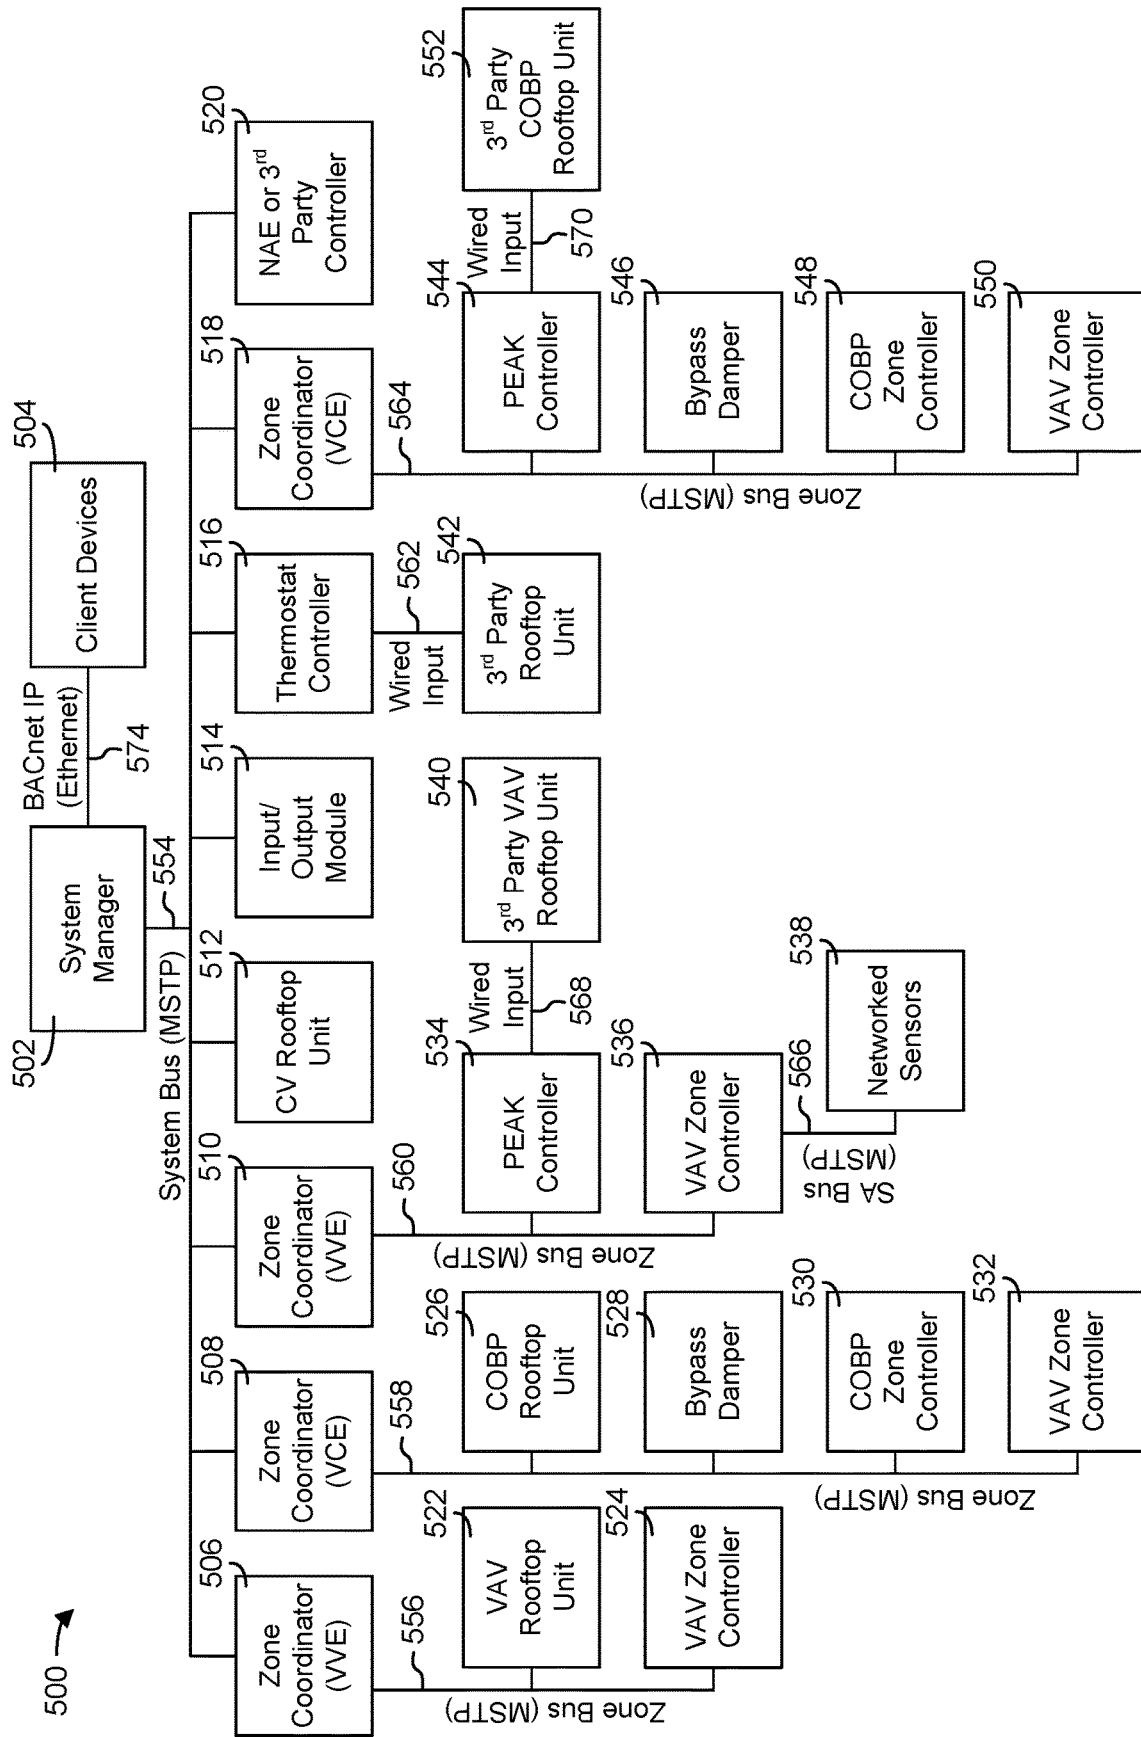 500
502
System
Manager
BACnet IP
(Ethernet)
574
504
Client Devices
554
System Bus (MSTP)
506
Zone
Coordinator
(VVE)
508
Zone
Coordinator
(VCE)
510
Zone
Coordinator
(VVE)
512
CV Rooftop
Unit
514
Input/
Output
Module
516
Thermostat
Controller
518
Zone
Coordinator
(VCE)
520
NAE or 3rd
Party
Controller
556
Zone Bus (MSTP)
522
VAV
Rooftop
Unit
524
VAV Zone
Controller
558
Zone Bus (MSTP)
526
COBP
Rooftop
Unit
528
Bypass
Damper
530
COBP
Zone
Controller
532
VAV Zone
Controller
560
Zone Bus (MSTP)
534
PEAK
Controller
Wired
Input
568
540
3rd Party VAV
Rooftop Unit
536
VAV Zone
Controller
566
SA Bus
(MSTP)
538
Networked
Sensors
Wired
Input
562
542
3rd Party
Rooftop
Unit
564
Zone Bus (MSTP)
544
PEAK
Controller
Wired
Input
570
552
3rd Party
COBP
Rooftop Unit
546
Bypass
Damper
548
COBP
Zone
Controller
550
VAV Zone
Controller